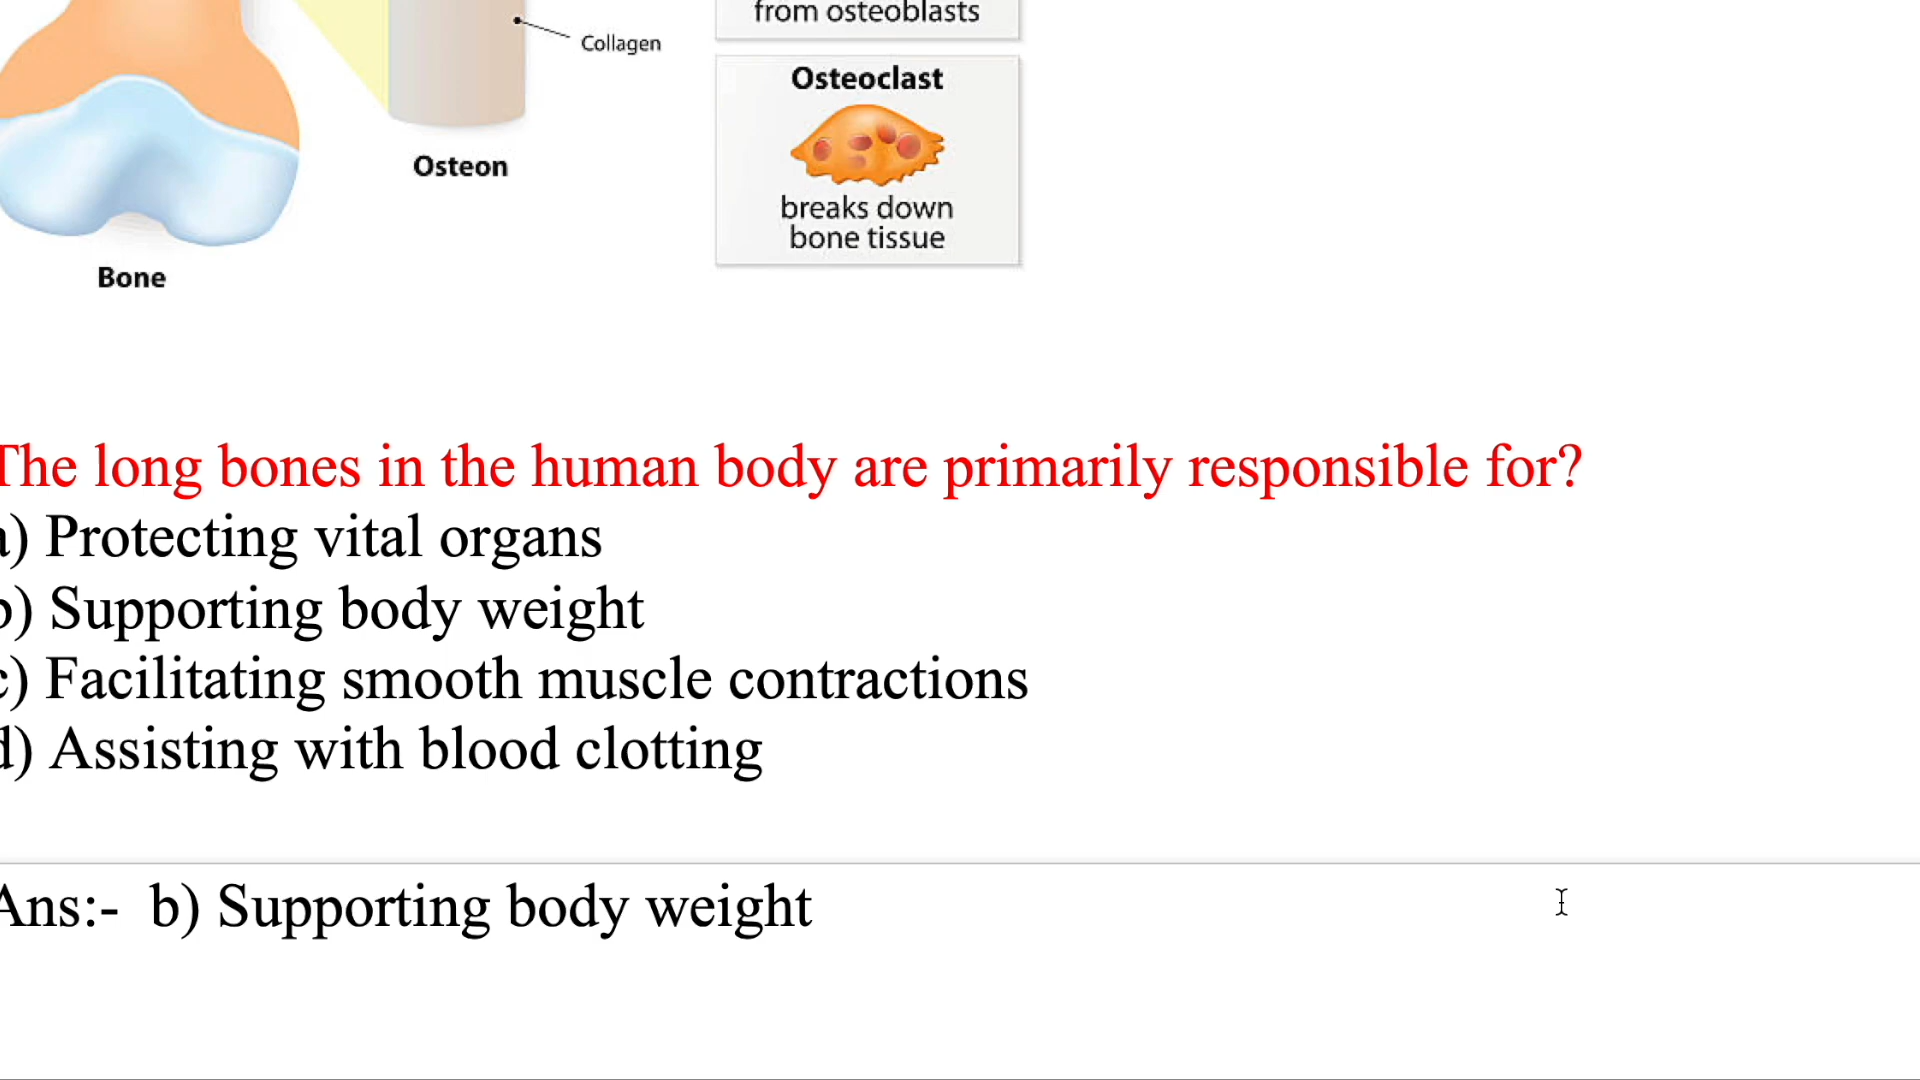 from osteoblasts
Collagen
Osteoclast
Osteon
breaks down
bone tissue
Bone
The long bones in the human body are primarily responsible for?
a) Protecting vital organs
b) Supporting body weight
c) Facilitating smooth muscle contractions
d) Assisting with blood clotting
Ans:- b) Supporting body weight